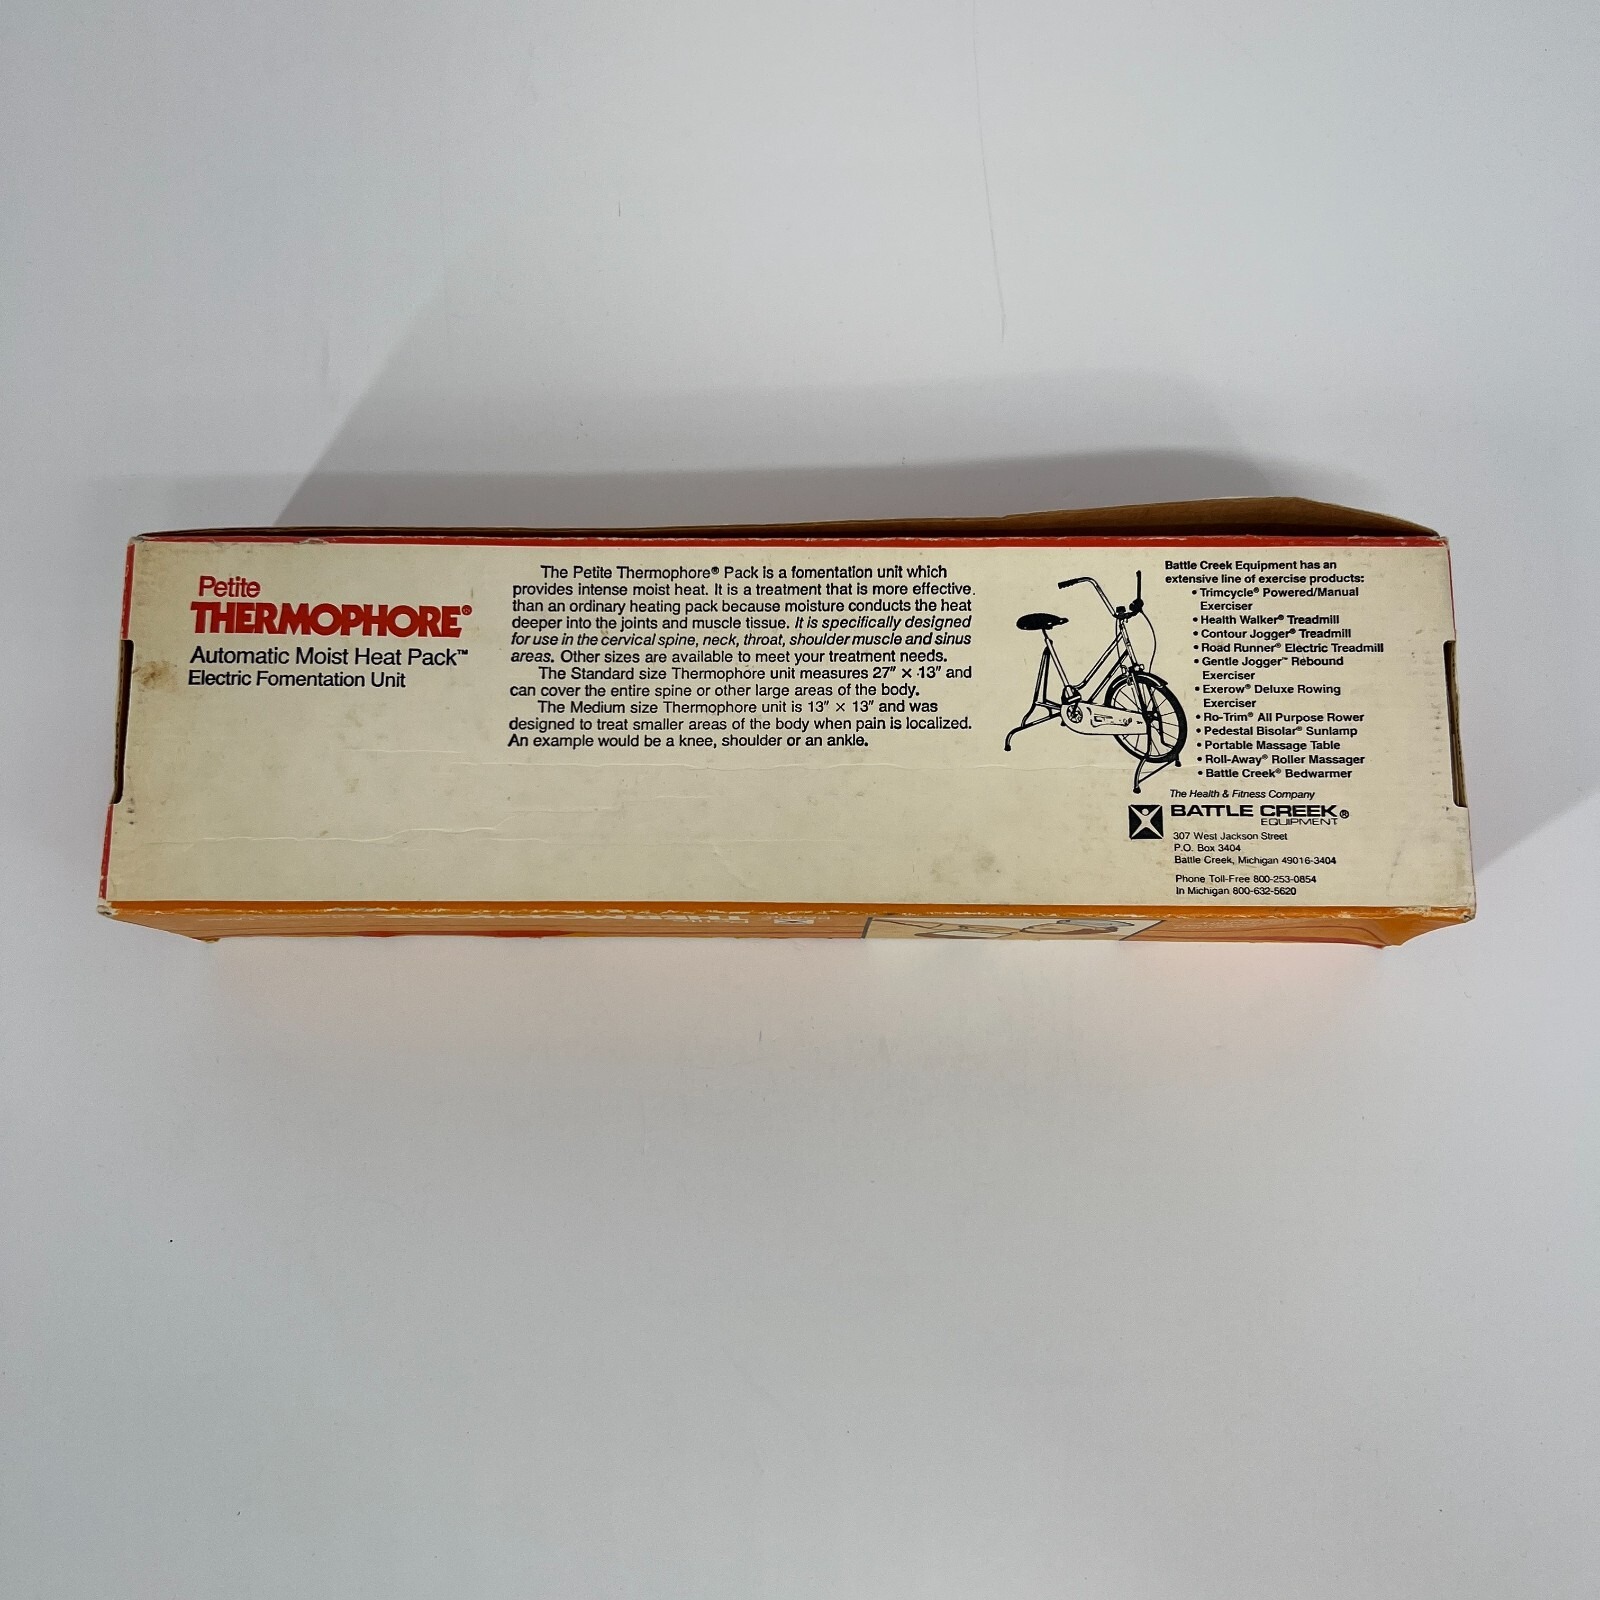 Petite
THERMOPHORE®
Automatic Moist Heat Pack™
Electric Fomentation Unit
The Petite Thermophore® Pack is a fomentation unit which
provides intense moist heat. It is a treatment that is more effective
than an ordinary heating pack because moisture conducts the heat
deeper into the joints and muscle tissue. It is specifically designed
for use in the cervical spine, neck, throat, shoulder muscle and sinus
areas. Other sizes are available to meet your treatment needs.
The Standard size Thermophore unit measures 27" × 13" and
can cover the entire spine or other large areas of the body.
The Medium size Thermophore unit is 13" × 13" and was
designed to treat smaller areas of the body when pain is localized.
An example would be a knee, shoulder or an ankle.
Battle Creek Equipment has an
extensive line of exercise products:
• Trimcycle® Powered/Manual
Exerciser
• Health Walker® Treadmill
• Contour Jogger® Treadmill
• Road Runner® Electric Treadmill
• Gentle Jogger™ Rebound
Exerciser
• Exerow® Deluxe Rowing
Exerciser
• Ro-Trim® All Purpose Rower
• Pedestal Bisolar® Sunlamp
• Portable Massage Table
• Roll-Away® Roller Massager
• Battle Creek® Bedwarmer
The Health & Fitness Company
BATTLE CREEK®
EQUIPMENT
307 West Jackson Street
P.O. Box 3404
Battle Creek, Michigan 49016-3404
Phone Toll-Free 800-253-0854
In Michigan 800-632-5620